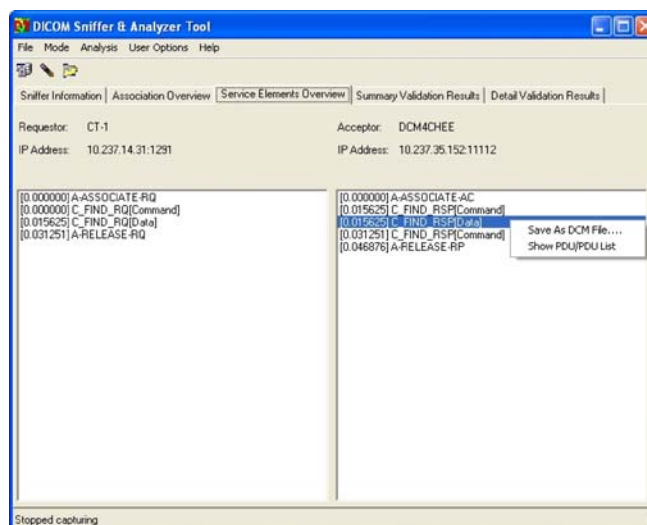 DICOM Sniffer & Analyzer Tool
File Mode Analysis User Options Help
Sniffer Information Association Overview Service Elements Overview Summary Validation Results Detail Validation Results
Requestor: CT-1 Acceptor: DCM4CHEE
IP Address: 10.237.14.31:1291 IP Address: 10.237.35.152:11112
[0.000000] A-ASSOCIATE-RQ
[0.000000] C_FIND_RQ[Command]
[0.015625] C_FIND_RQ[Data]
[0.031251] A-RELEASE-RQ
[0.000000] A-ASSOCIATE-AC
[0.015625] C_FIND_RSP[Command]
[0.015625] C_FIND_RSP[Data]
[0.031251] C_FIND_RSP[Command]
[0.046876] A-RELEASE-RP
Save As DCM File....
Show PDU/PDU List
Stopped capturing